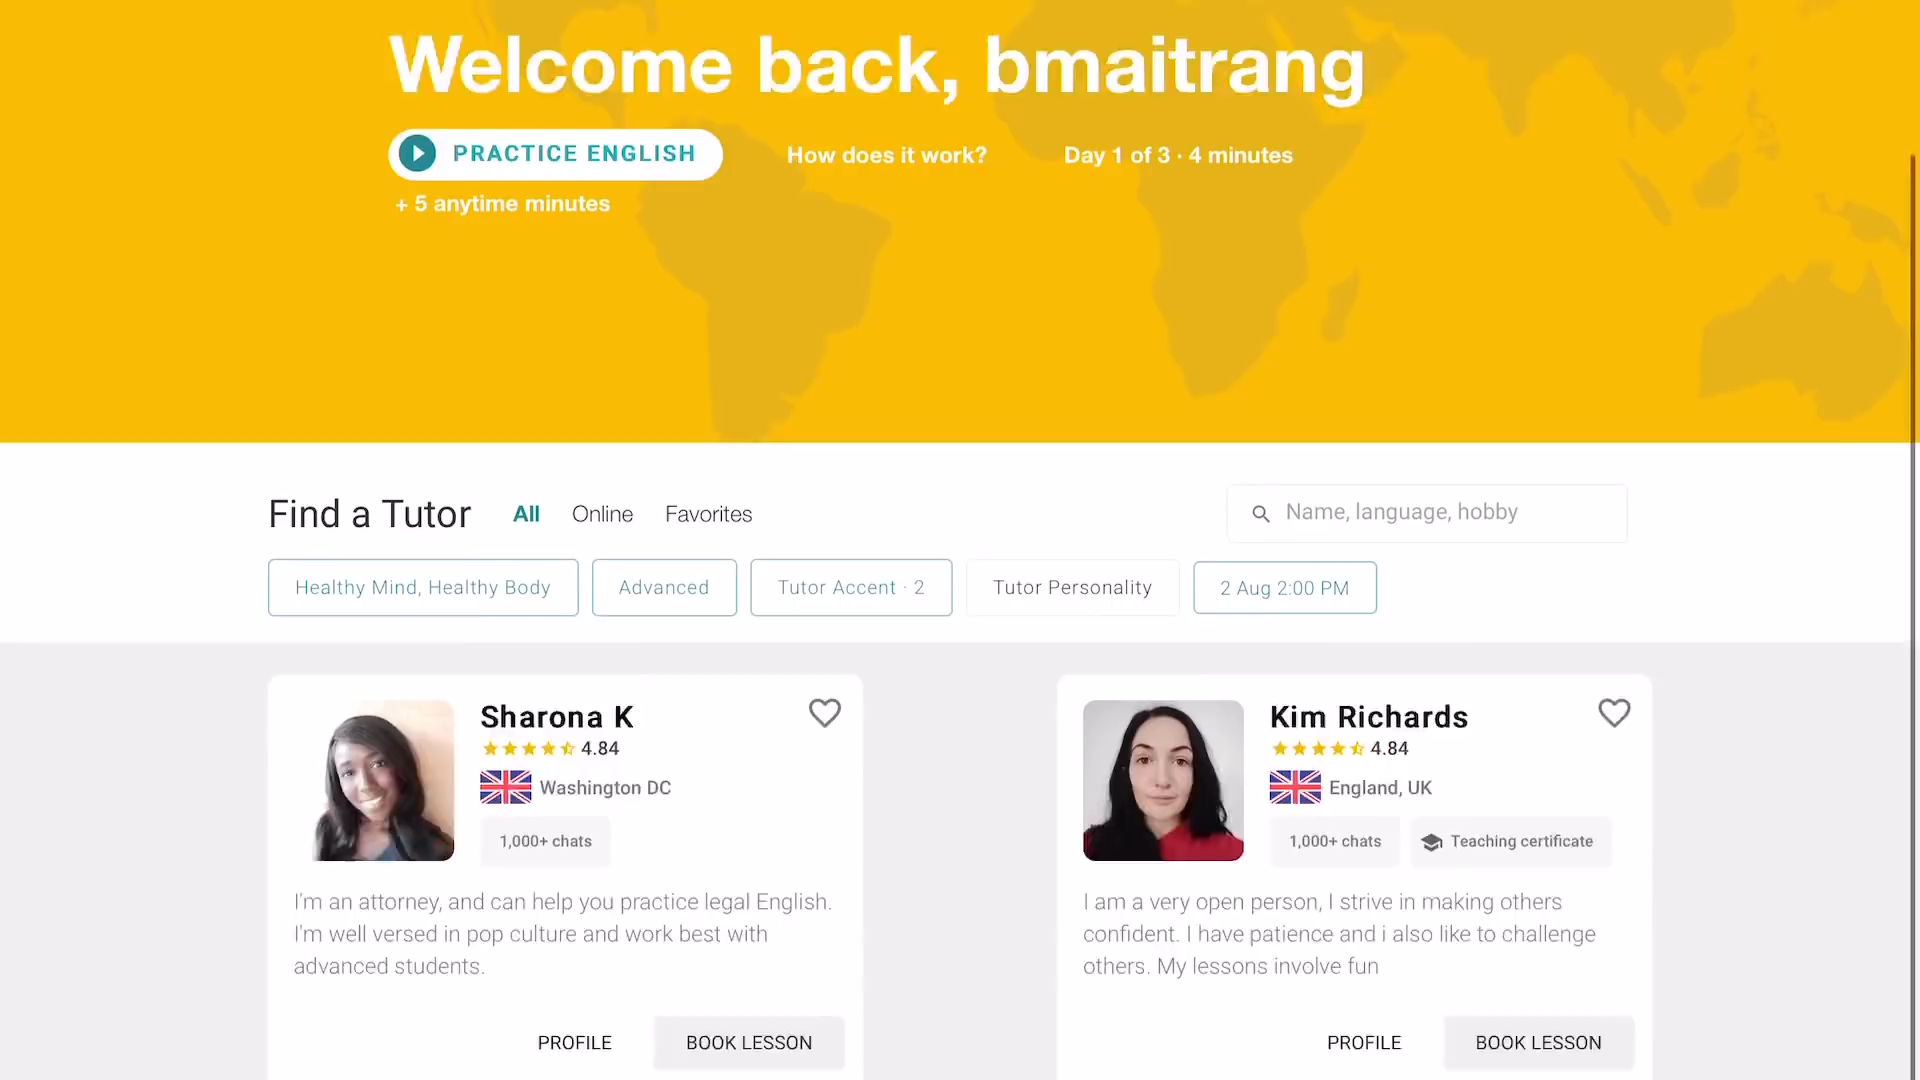 Welcome back, bmaitrang
PRACTICE ENGLISH
How does it work?
Day 1 of 3 · 4 minutes
+ 5 anytime minutes
Find a Tutor
All
Online
Favorites
Name, language, hobby
Healthy Mind, Healthy Body
Advanced
Tutor Accent · 2
Tutor Personality
2 Aug 2:00 PM
Sharona K
4.84
Washington DC
1,000+ chats
I'm an attorney, and can help you practice legal English.
I'm well versed in pop culture and work best with
advanced students.
PROFILE
BOOK LESSON
Kim Richards
4.84
England, UK
1,000+ chats
Teaching certificate
I am a very open person, I strive in making others
confident. I have patience and i also like to challenge
others. My lessons involve fun
PROFILE
BOOK LESSON